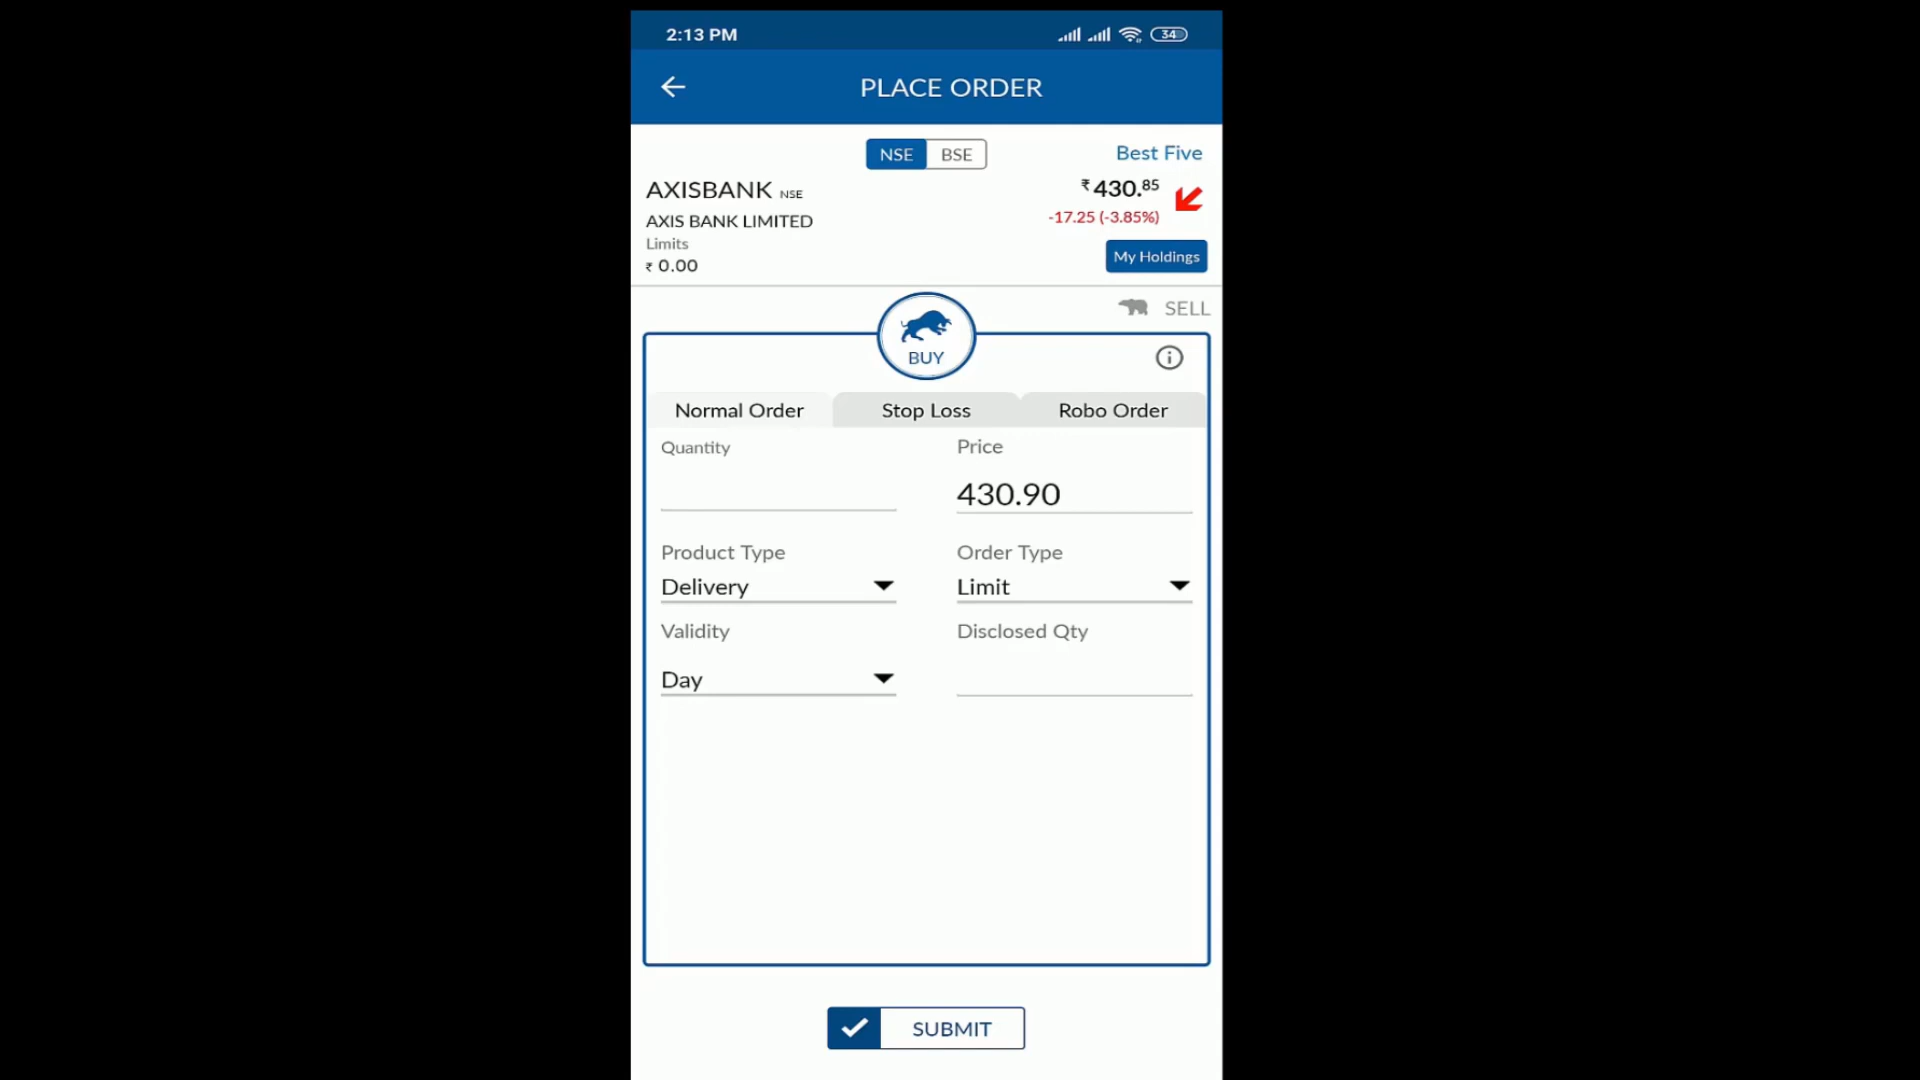 2:13 PM 34
PLACE ORDER
NSE BSE Best Five
AXISBANK NSE ₹430.85
AXIS BANK LIMITED -17.25 (-3.85%)
Limits
₹ 0.00 My Holdings
SELL
BUY
Normal Order Stop Loss Robo Order
Quantity Price
430.90
Product Type Order Type
Delivery Limit
Validity Disclosed Qty
Day
SUBMIT